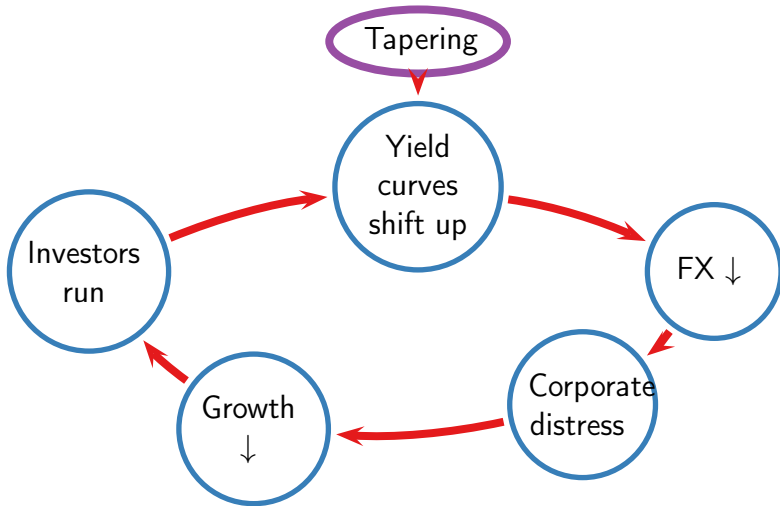 Tapering
Yield
curves
shift up
FX ↓
Corporate
distress
Growth
↓
Investors
run